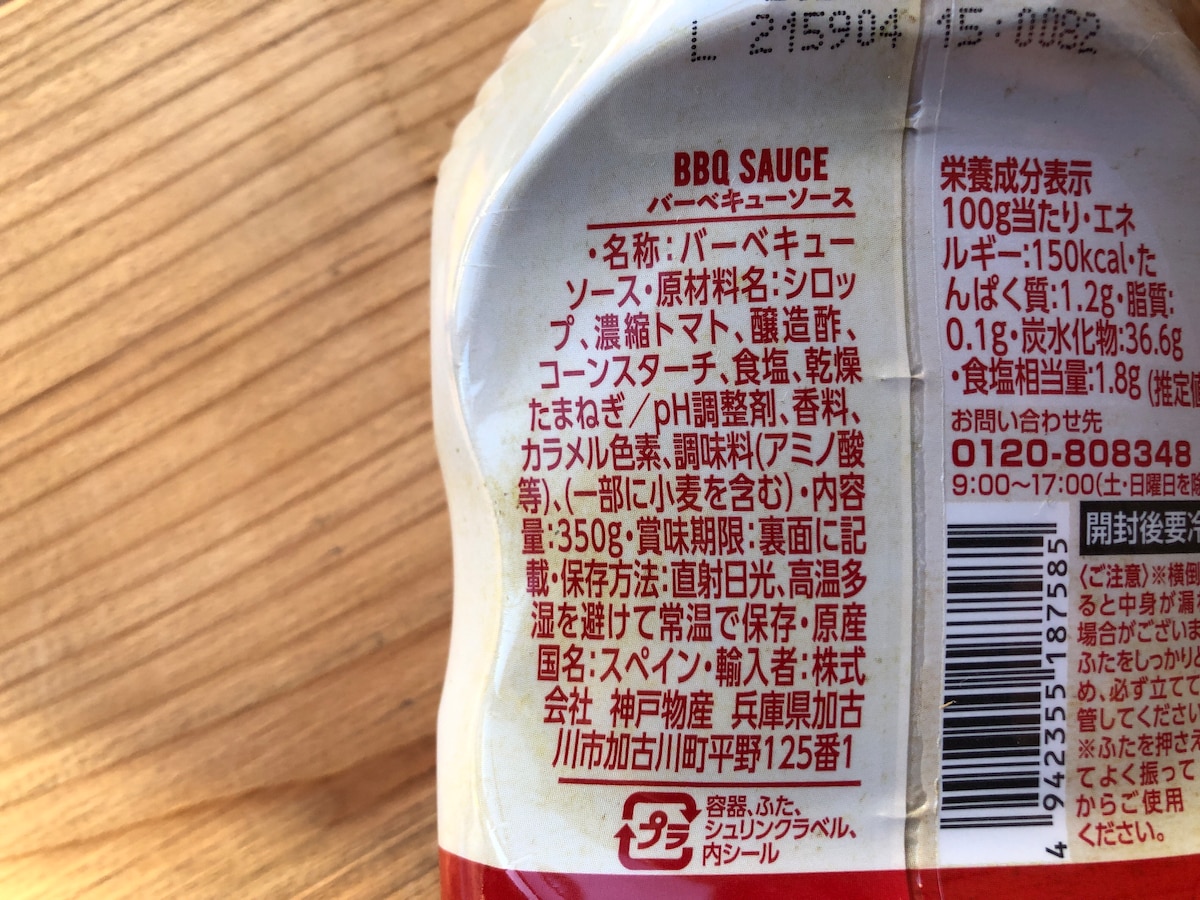 L 215904 15:0082
BBQ SAUCE
バーベキューソース
・名称:バーベキュー
ソース・原材料名:シロッ
プ、濃縮トマト、醸造酢、
コーンスターチ、食塩、乾燥
たまねぎ/pH調整剤、香料、
カラメル色素、調味料(アミノ酸
等)、(一部に小麦を含む)・内容
量:350g・賞味期限:裏面に記
載・保存方法:直射日光、高温多
湿を避けて常温で保存・原産
国名:スペイン・輸入者:株式
会社 神戸物産 兵庫県加古
川市加古川町平野125番1
プラ
容器、ふた、
シュリンクラベル、
内シール
栄養成分表示
100g当たり・エネ
ルギー:150kcal・た
んぱく質:1.2g・脂質:
0.1g・炭水化物:36.6g
・食塩相当量:1.8g (推定値
お問い合わせ先
0120-808348
9:00〜17:00(土・日曜日を除
開封後要冷
4942355187585
〈ご注意〉※横倒
ると中身が漏
場合がございま
ふたをしっかりと
め、必ず立てて
管してください
※ふたを押さえ
てよく振って
からご使用
ください。